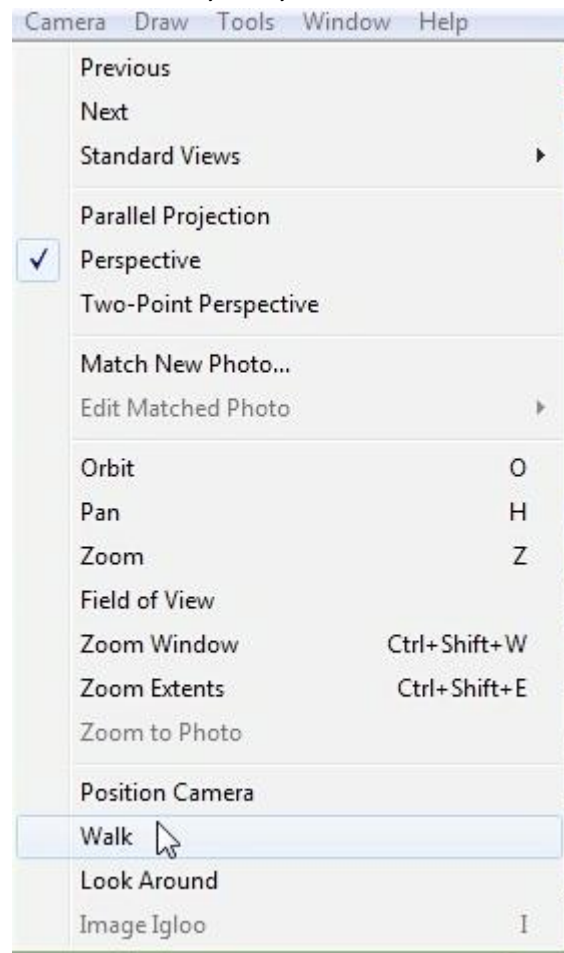 Camera Draw Tools Window Help
Previous
Next
Standard Views
Parallel Projection
Perspective
Two-Point Perspective
Match New Photo...
Edit Matched Photo
Orbit O
Pan H
Zoom Z
Field of View
Zoom Window Ctrl+Shift+W
Zoom Extents Ctrl+Shift+E
Zoom to Photo
Position Camera
Walk
Look Around
Image Igloo I